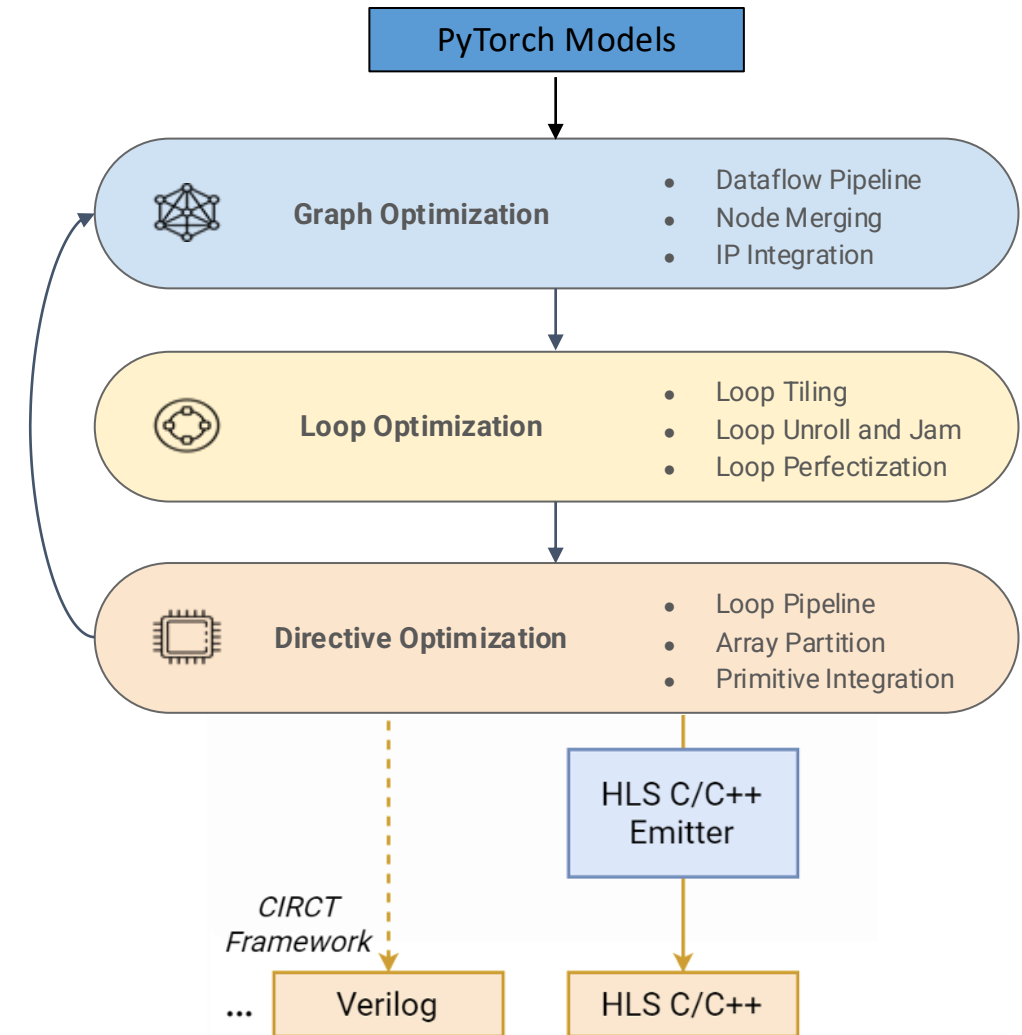 PyTorch Models
Graph Optimization
• Dataflow Pipeline
• Node Merging
• IP Integration
Loop Optimization
• Loop Tiling
• Loop Unroll and Jam
• Loop Perfectization
Directive Optimization
• Loop Pipeline
• Array Partition
• Primitive Integration
HLS C/C++
Emitter
CIRCT
Framework
...
Verilog
HLS C/C++